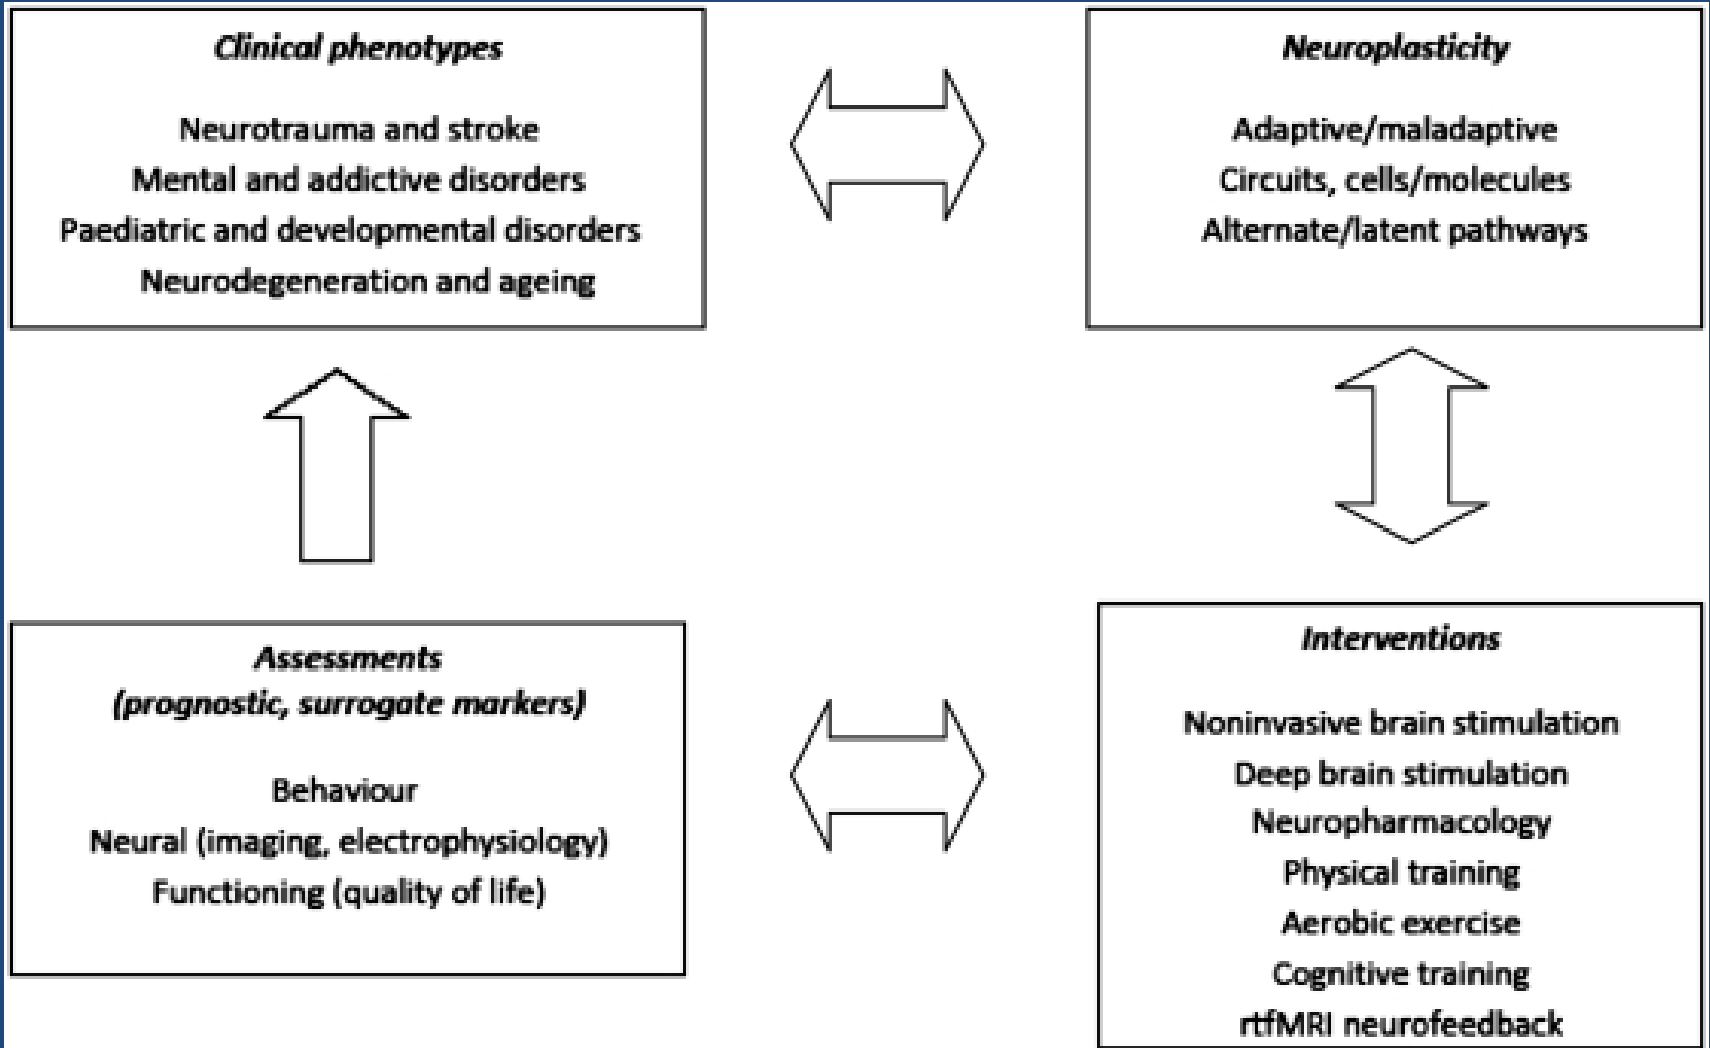 Clinical phenotypes
Neurotrauma and stroke
Mental and addictive disorders
Paediatric and developmental disorders
Neurodegeneration and ageing
Neuroplasticity
Adaptive/maladaptive
Circuits, cells/molecules
Alternate/latent pathways
Assessments
(prognostic, surrogate markers)
Behaviour
Neural (imaging, electrophysiology)
Functioning (quality of life)
Interventions
Noninvasive brain stimulation
Deep brain stimulation
Neuropharmacology
Physical training
Aerobic exercise
Cognitive training
rtfMRI neurofeedback